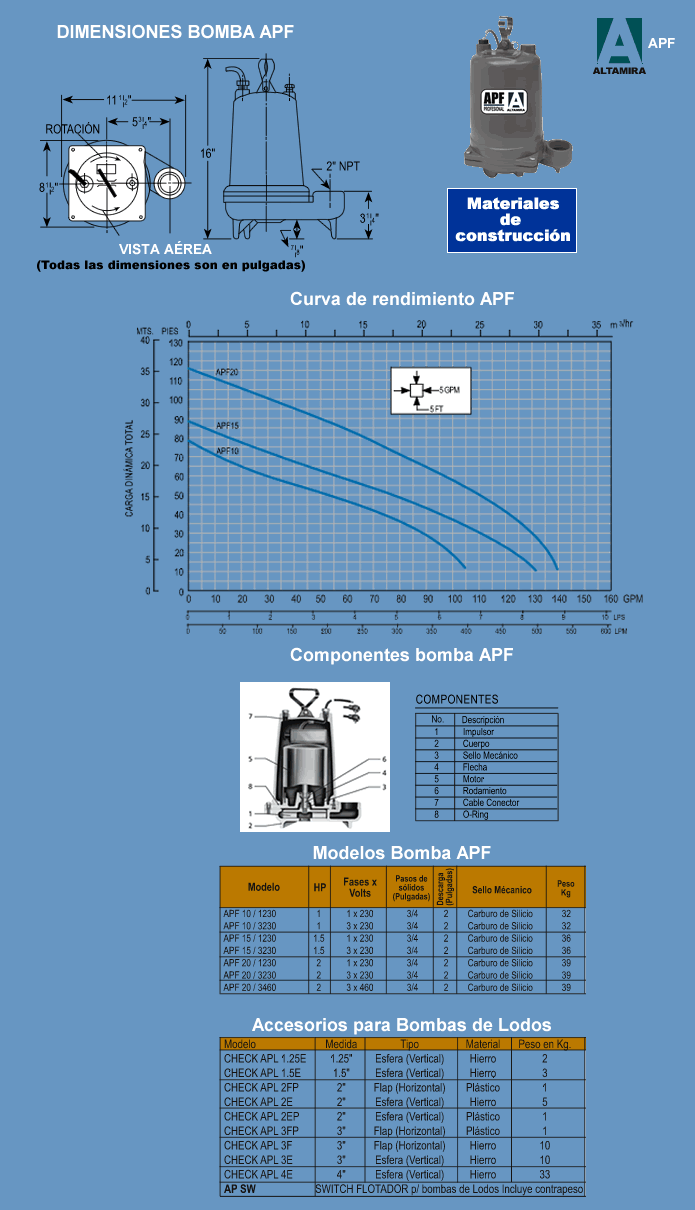 DIMENSIONES BOMBA APF
APF
ALTAMIRA
11 1/2"
5 3/4"
ROTACIÓN
8 1/2"
16"
2" NPT
3 1/4"
7/8"
VISTA AÉREA
(Todas las dimensiones son en pulgadas)
APF
PROFESIONAL
ALTAMIRA
Materiales
de
construcción
Curva de rendimiento APF
0 5 10 15 20 25 30 35 m³/hr
MTS. PIES
40 35 30 25 20 15 10 5 0
130 120 110 100 90 80 70 60 50 40 30 20 10 0
CARGA DINÁMICA TOTAL
APF20
APF15
APF10
5 GPM
5 FT
0 10 20 30 40 50 60 70 80 90 100 110 120 130 140 150 160 GPM
0 1 2 3 4 5 6 7 8 9 10 LPS
0 50 100 150 200 250 300 350 400 450 500 550 600 LPM
Componentes bomba APF
7
5
8
1
2
6
4
3
COMPONENTES
No. Descripción
1 Impulsor
2 Cuerpo
3 Sello Mecánico
4 Flecha
5 Motor
6 Rodamiento
7 Cable Conector
8 O-Ring
Modelos Bomba APF
Modelo HP Fases x Volts Pasos de sólidos (Pulgadas) Descarga (Pulgadas) Sello Mécanico Peso Kg
APF 10 / 1230 1 1 x 230 3/4 2 Carburo de Silicio 32
APF 10 / 3230 1 3 x 230 3/4 2 Carburo de Silicio 32
APF 15 / 1230 1.5 1 x 230 3/4 2 Carburo de Silicio 36
APF 15 / 3230 1.5 3 x 230 3/4 2 Carburo de Silicio 36
APF 20 / 1230 2 1 x 230 3/4 2 Carburo de Silicio 39
APF 20 / 3230 2 3 x 230 3/4 2 Carburo de Silicio 39
APF 20 / 3460 2 3 x 460 3/4 2 Carburo de Silicio 39
Accesorios para Bombas de Lodos
Modelo Medida Tipo Material Peso en Kg.
CHECK APL 1.25E 1.25" Esfera (Vertical) Hierro 2
CHECK APL 1.5E 1.5" Esfera (Vertical) Hierro 3
CHECK APL 2FP 2" Flap (Horizontal) Plástico 1
CHECK APL 2E 2" Esfera (Vertical) Hierro 5
CHECK APL 2EP 2" Esfera (Vertical) Plástico 1
CHECK APL 3FP 3" Flap (Horizontal) Plástico 1
CHECK APL 3F 3" Flap (Horizontal) Hierro 10
CHECK APL 3E 3" Esfera (Vertical) Hierro 10
CHECK APL 4E 4" Esfera (Vertical) Hierro 33
AP SW SWITCH FLOTADOR p/ bombas de Lodos Incluye contrapeso